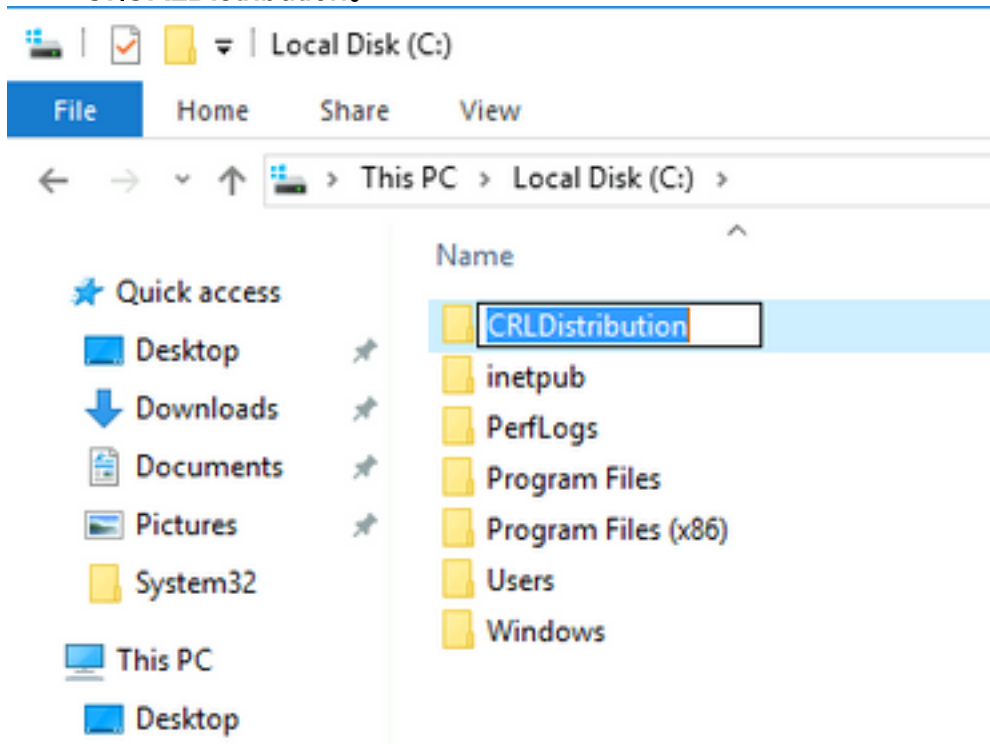 Local Disk (C:)
File Home Share View
This PC > Local Disk (C:) >
Name
Quick access
CRLDistribution
Desktop
inetpub
Downloads
PerfLogs
Documents
Program Files
Pictures
Program Files (x86)
System32
Users
Windows
This PC
Desktop